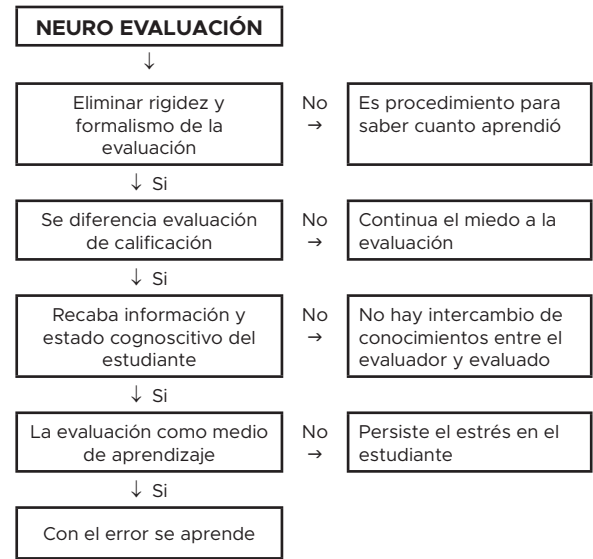 NEURO EVALUACIÓN
↓
Eliminar rigidez y
formalismo de la
evaluación
No
→
Es procedimiento para
saber cuanto aprendió
↓ Si
Se diferencia evaluación
de calificación
No
→
Continua el miedo a la
evaluación
↓ Si
Recaba información y
estado cognoscitivo del
estudiante
No
→
No hay intercambio de
conocimientos entre el
evaluador y evaluado
↓ Si
La evaluación como medio
de aprendizaje
No
→
Persiste el estrés en el
estudiante
↓ Si
Con el error se aprende